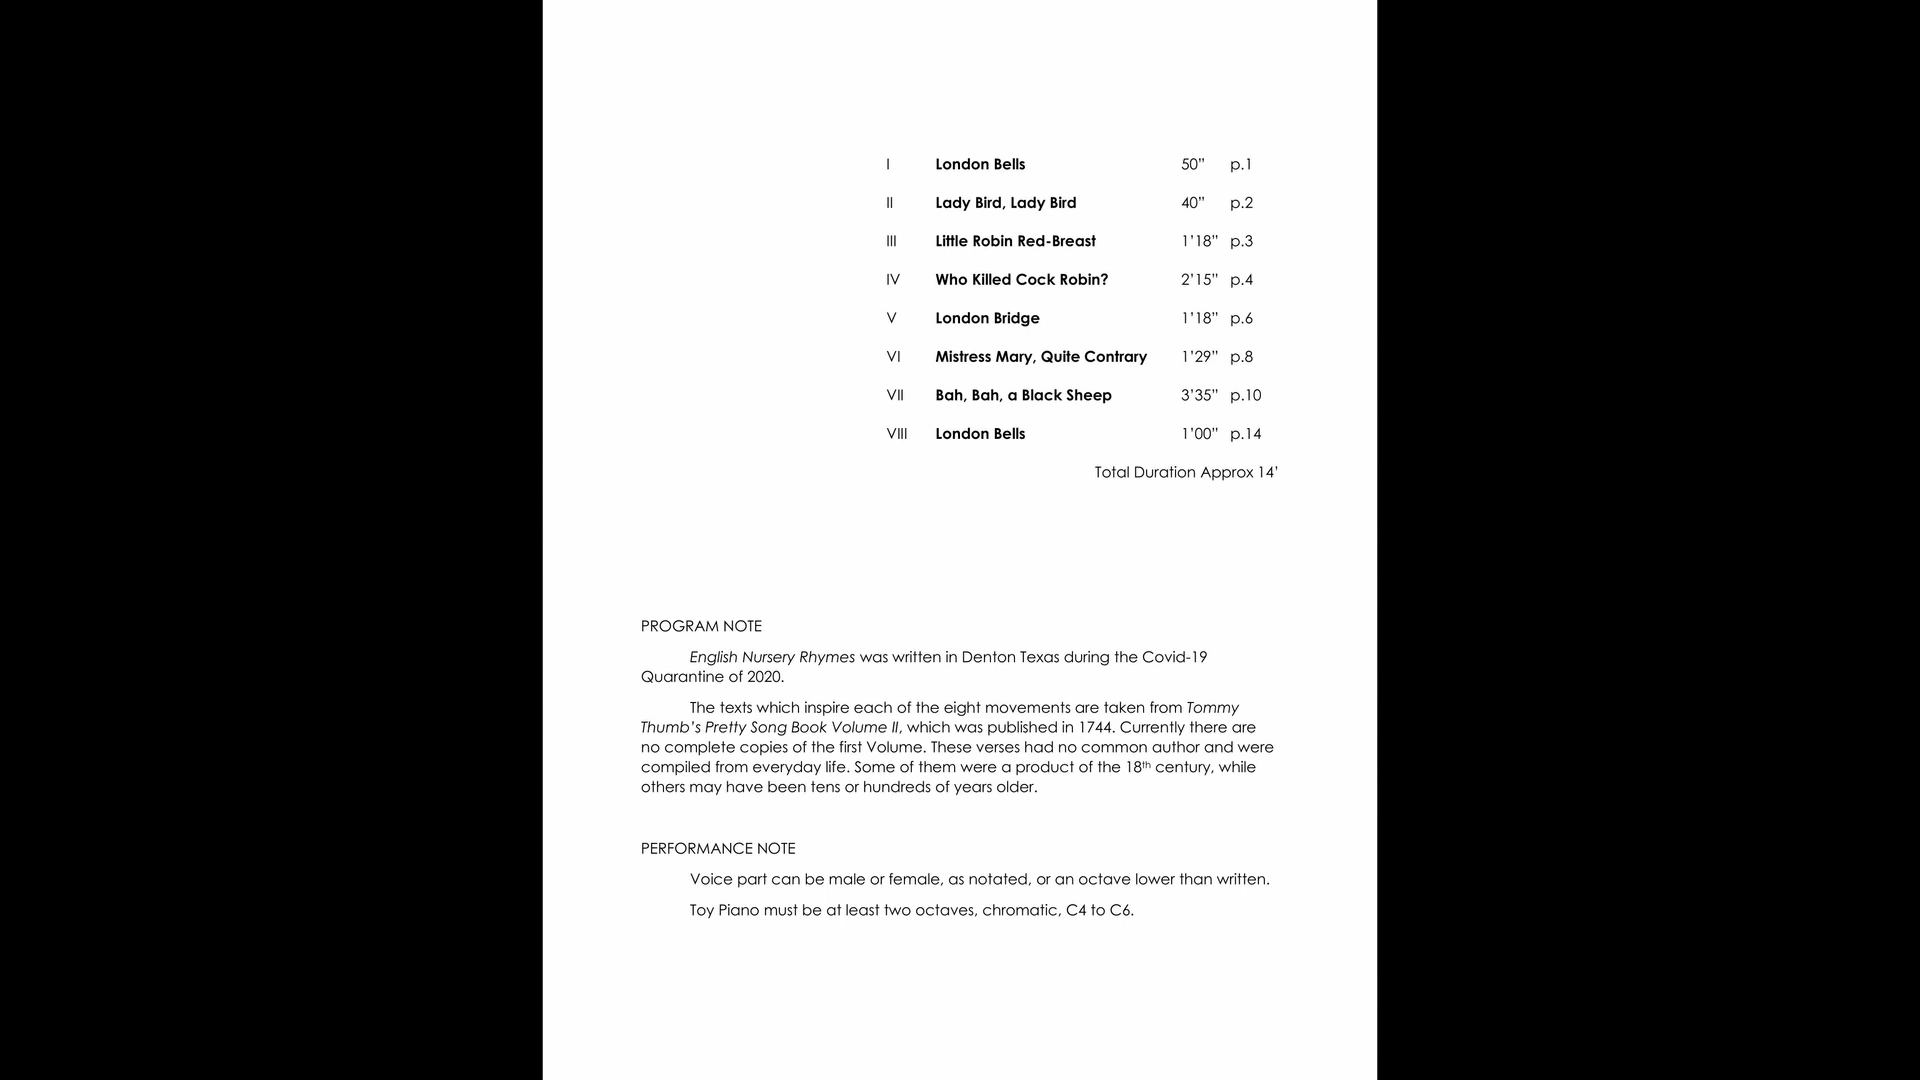 I London Bells 50” p.1
II Lady Bird, Lady Bird 40” p.2
III Little Robin Red-Breast 1’18” p.3
IV Who Killed Cock Robin? 2’15” p.4
V London Bridge 1’18” p.6
VI Mistress Mary, Quite Contrary 1’29” p.8
VII Bah, Bah, a Black Sheep 3’35” p.10
VIII London Bells 1’00” p.14
Total Duration Approx 14’
PROGRAM NOTE
English Nursery Rhymes was written in Denton Texas during the Covid-19
Quarantine of 2020.
The texts which inspire each of the eight movements are taken from Tommy
Thumb’s Pretty Song Book Volume II, which was published in 1744. Currently there are
no complete copies of the first Volume. These verses had no common author and were
compiled from everyday life. Some of them were a product of the 18th century, while
others may have been tens or hundreds of years older.
PERFORMANCE NOTE
Voice part can be male or female, as notated, or an octave lower than written.
Toy Piano must be at least two octaves, chromatic, C4 to C6.